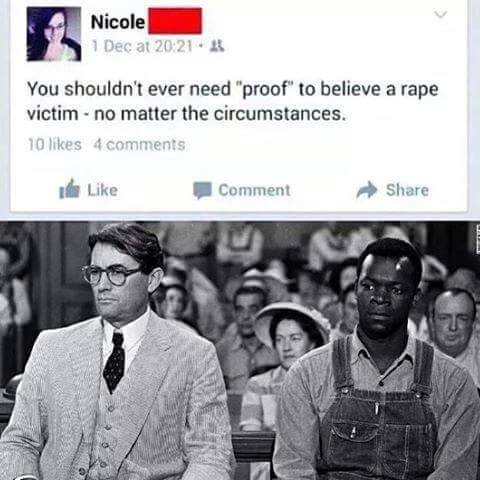 Nicole
1 Dec at 20:21 ·
You shouldn't ever need "proof" to believe a rape
victim - no matter the circumstances.
10 likes 4 comments
Like Comment Share